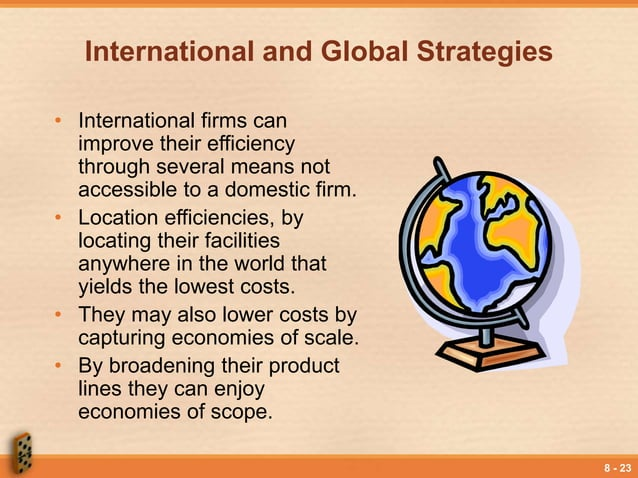 International and Global Strategies
• International firms can
improve their efficiency
through several means not
accessible to a domestic firm.
• Location efficiencies, by
locating their facilities
anywhere in the world that
yields the lowest costs.
• They may also lower costs by
capturing economies of scale.
• By broadening their product
lines they can enjoy
economies of scope.
8 - 23